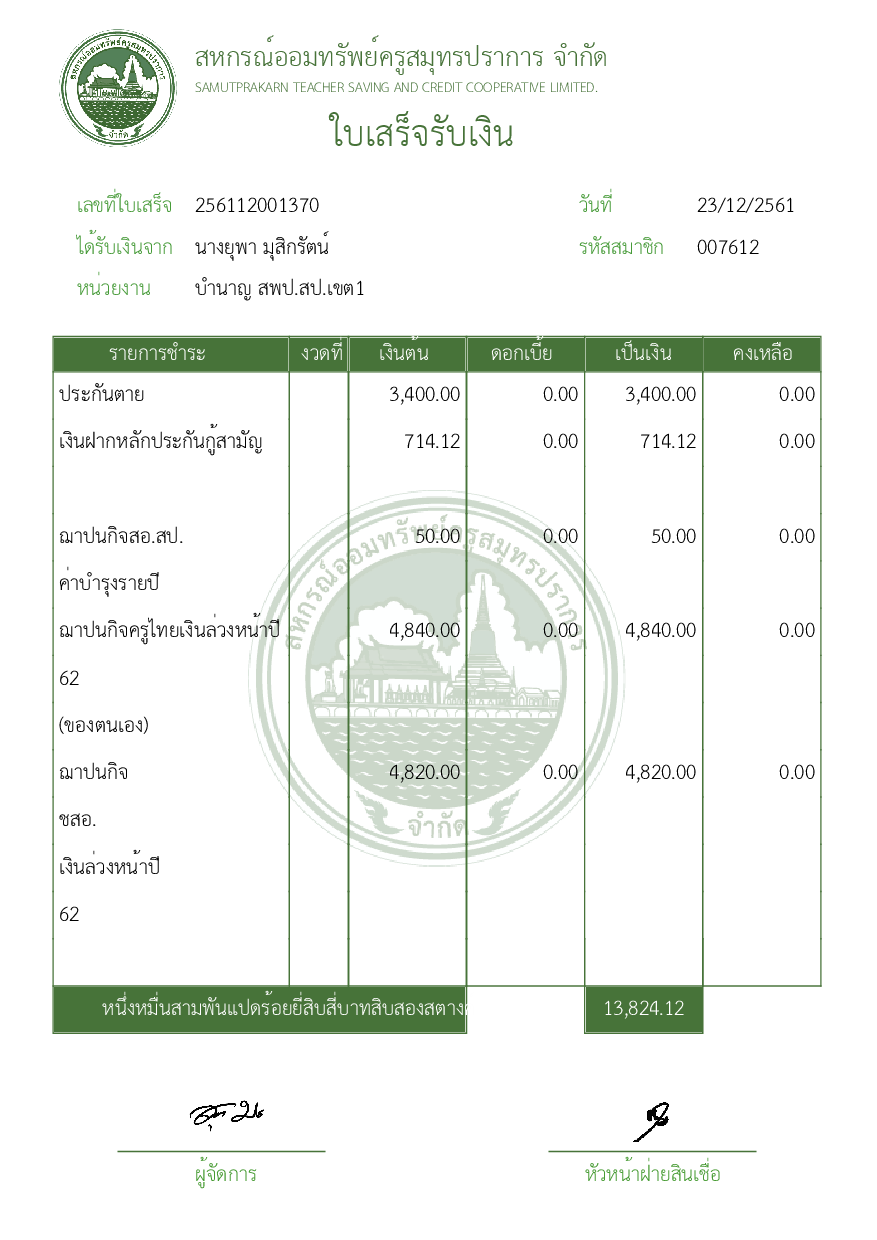 สหกรณ์ออมทรัพย์ครูสมุทรปราการ จำกัด
SAMUTPRAKARN TEACHER SAVING AND CREDIT COOPERATIVE LIMITED.
ใบเสร็จรับเงิน
เลขที่ใบเสร็จ 256112001370 วันที่ 23/12/2561
ได้รับเงินจาก นางยุพา มุสิกรัตน์ รหัสสมาชิก 007612
หน่วยงาน บำนาญ สพป.สป.เขต1
รายการชำระ งวดที่ เงินต้น ดอกเบี้ย เป็นเงิน คงเหลือ
ประกันตาย 3,400.00 0.00 3,400.00 0.00
เงินฝากหลักประกันกู้สามัญ 714.12 0.00 714.12 0.00
ฌาปนกิจสอ.สป. 50.00 0.00 50.00 0.00
ค่าบำรุงรายปี
ฌาปนกิจครูไทยเงินล่วงหน้าปี 4,840.00 0.00 4,840.00 0.00
62
(ของตนเอง)
ฌาปนกิจ 4,820.00 0.00 4,820.00 0.00
ชสอ.
เงินล่วงหน้าปี
62
หนึ่งหมื่นสามพันแปดร้อยยี่สิบสี่บาทสิบสองสตาง 13,824.12
ผู้จัดการ หัวหน้าฝ่ายสินเชื่อ
สหกรณ์ออมทรัพย์ครูสมุทรปราการ
จำกัด